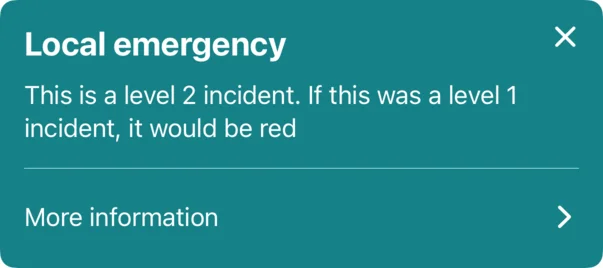 Local emergency
This is a level 2 incident. If this was a level 1
incident, it would be red
More information